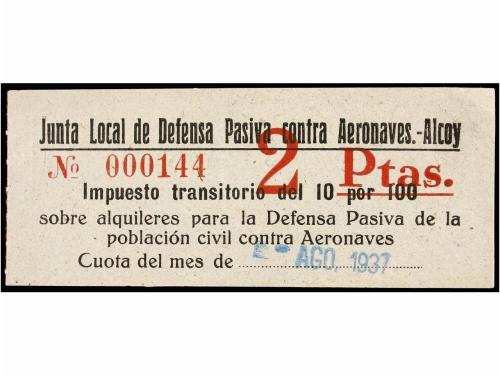 Junta Local de Defensa Pasiva contra Aeronaves.-Alcoy
Nº 000144 2 Ptas.
Impuesto transitorio del 10 por 100
sobre alquileres para la Defensa Pasiva de la
población civil contra Aeronaves
Cuota del mes de AGO. 1937